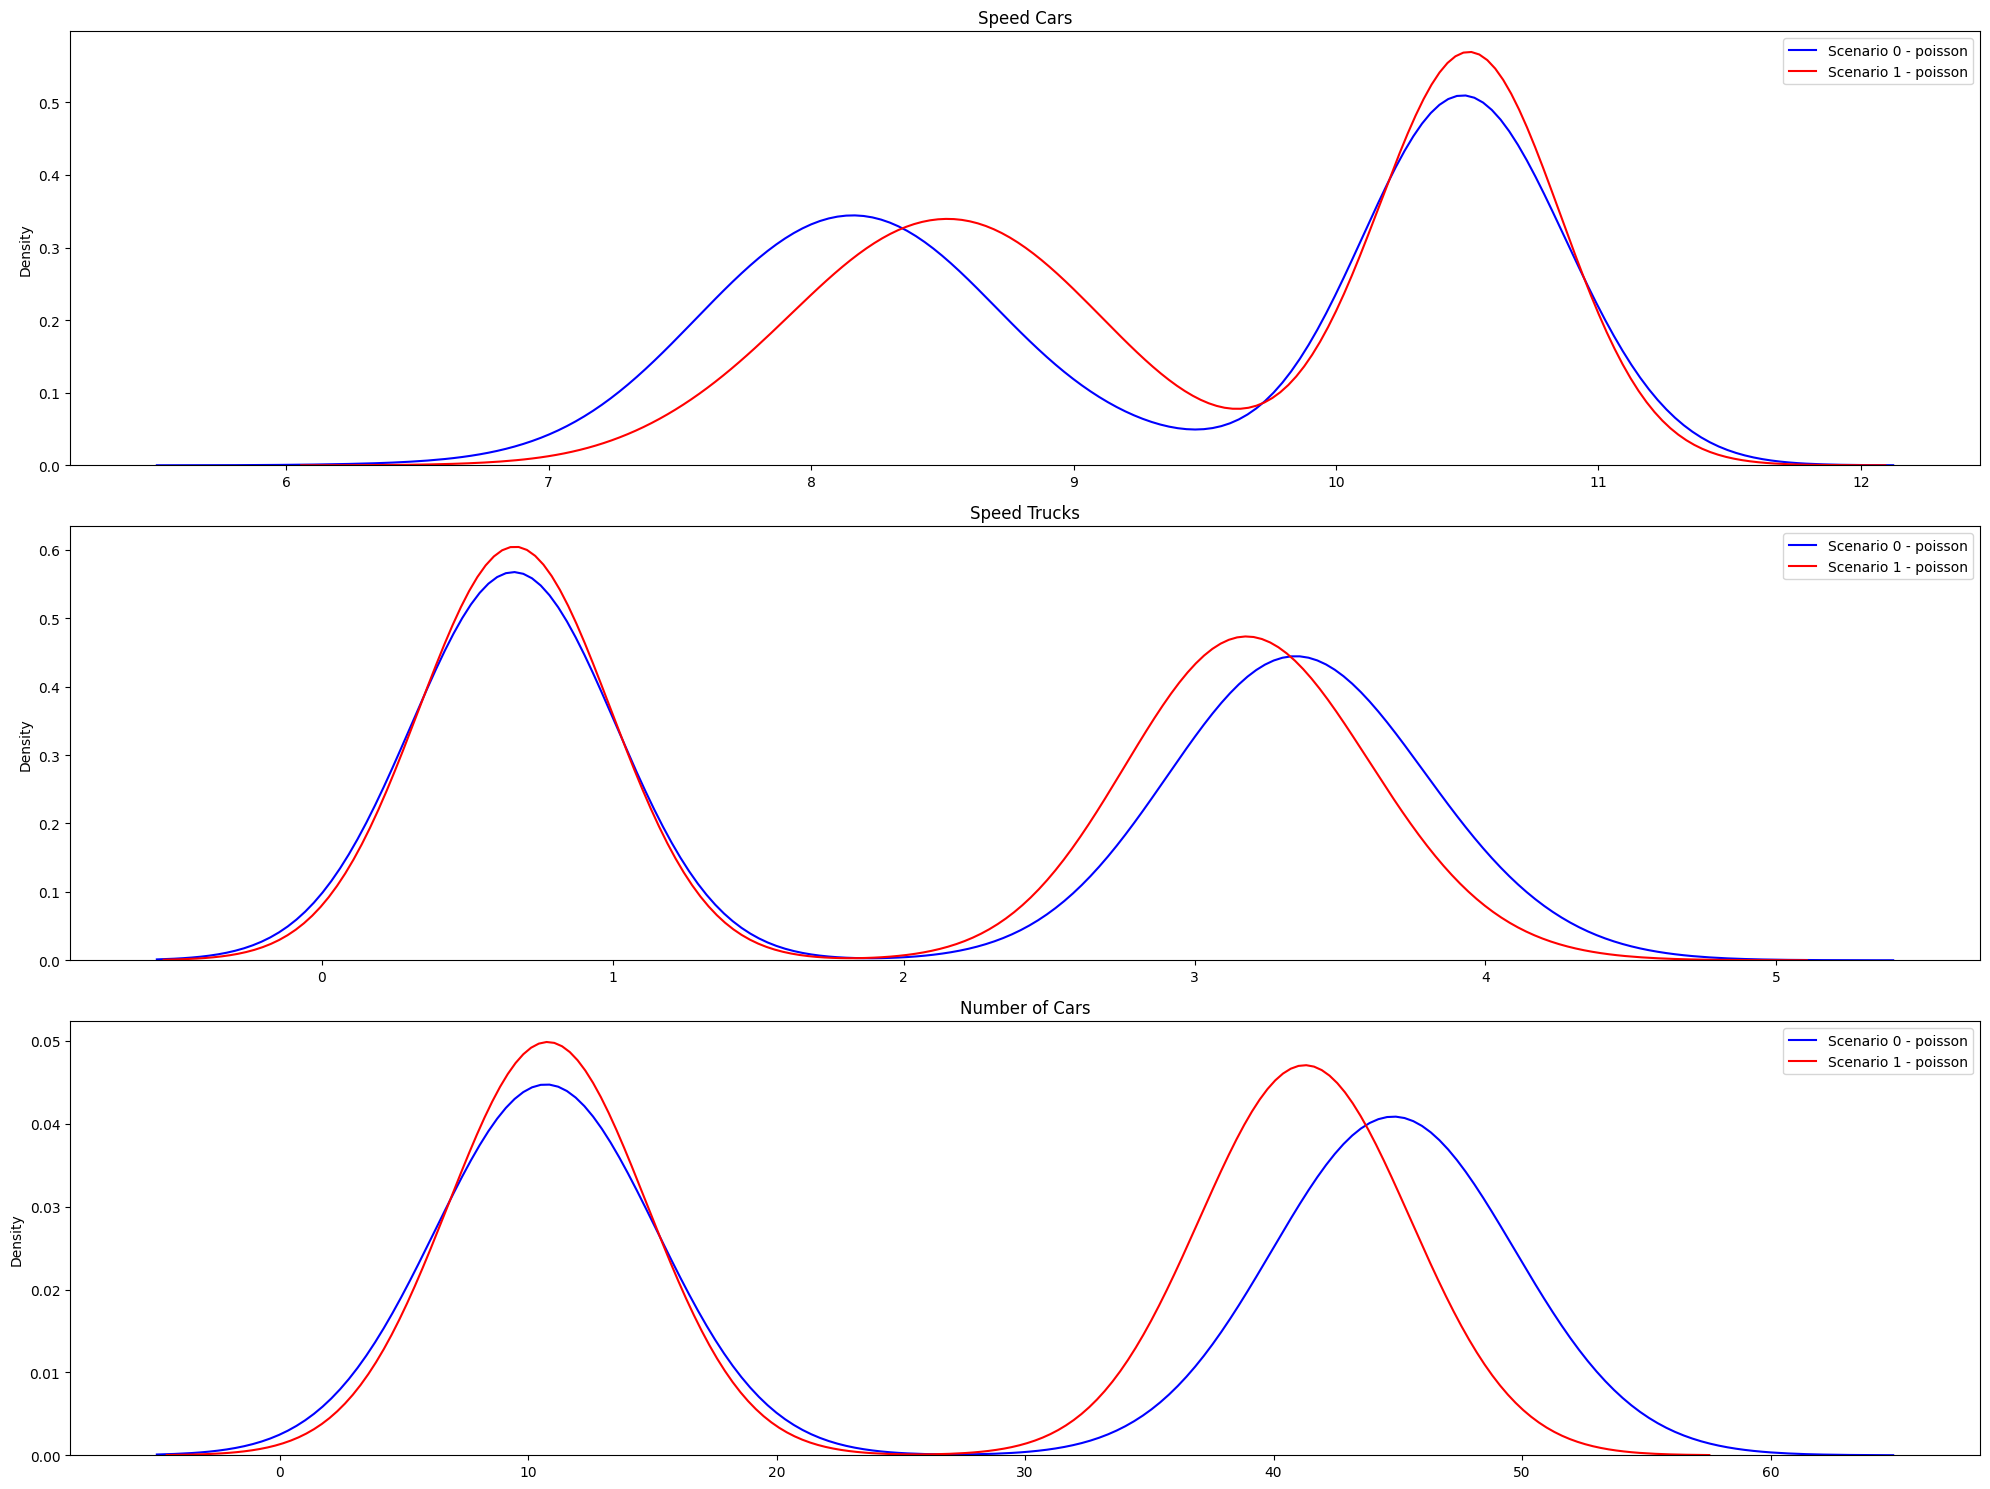 Speed Cars
Scenario 0 - poisson
Scenario 1 - poisson
Density
0.5
0.4
0.3
0.2
0.1
0.0
6 7 8 9 10 11 12
Speed Trucks
Scenario 0 - poisson
Scenario 1 - poisson
Density
0.6
0.5
0.4
0.3
0.2
0.1
0.0
0 1 2 3 4 5
Number of Cars
Scenario 0 - poisson
Scenario 1 - poisson
Density
0.05
0.04
0.03
0.02
0.01
0.00
0 10 20 30 40 50 60